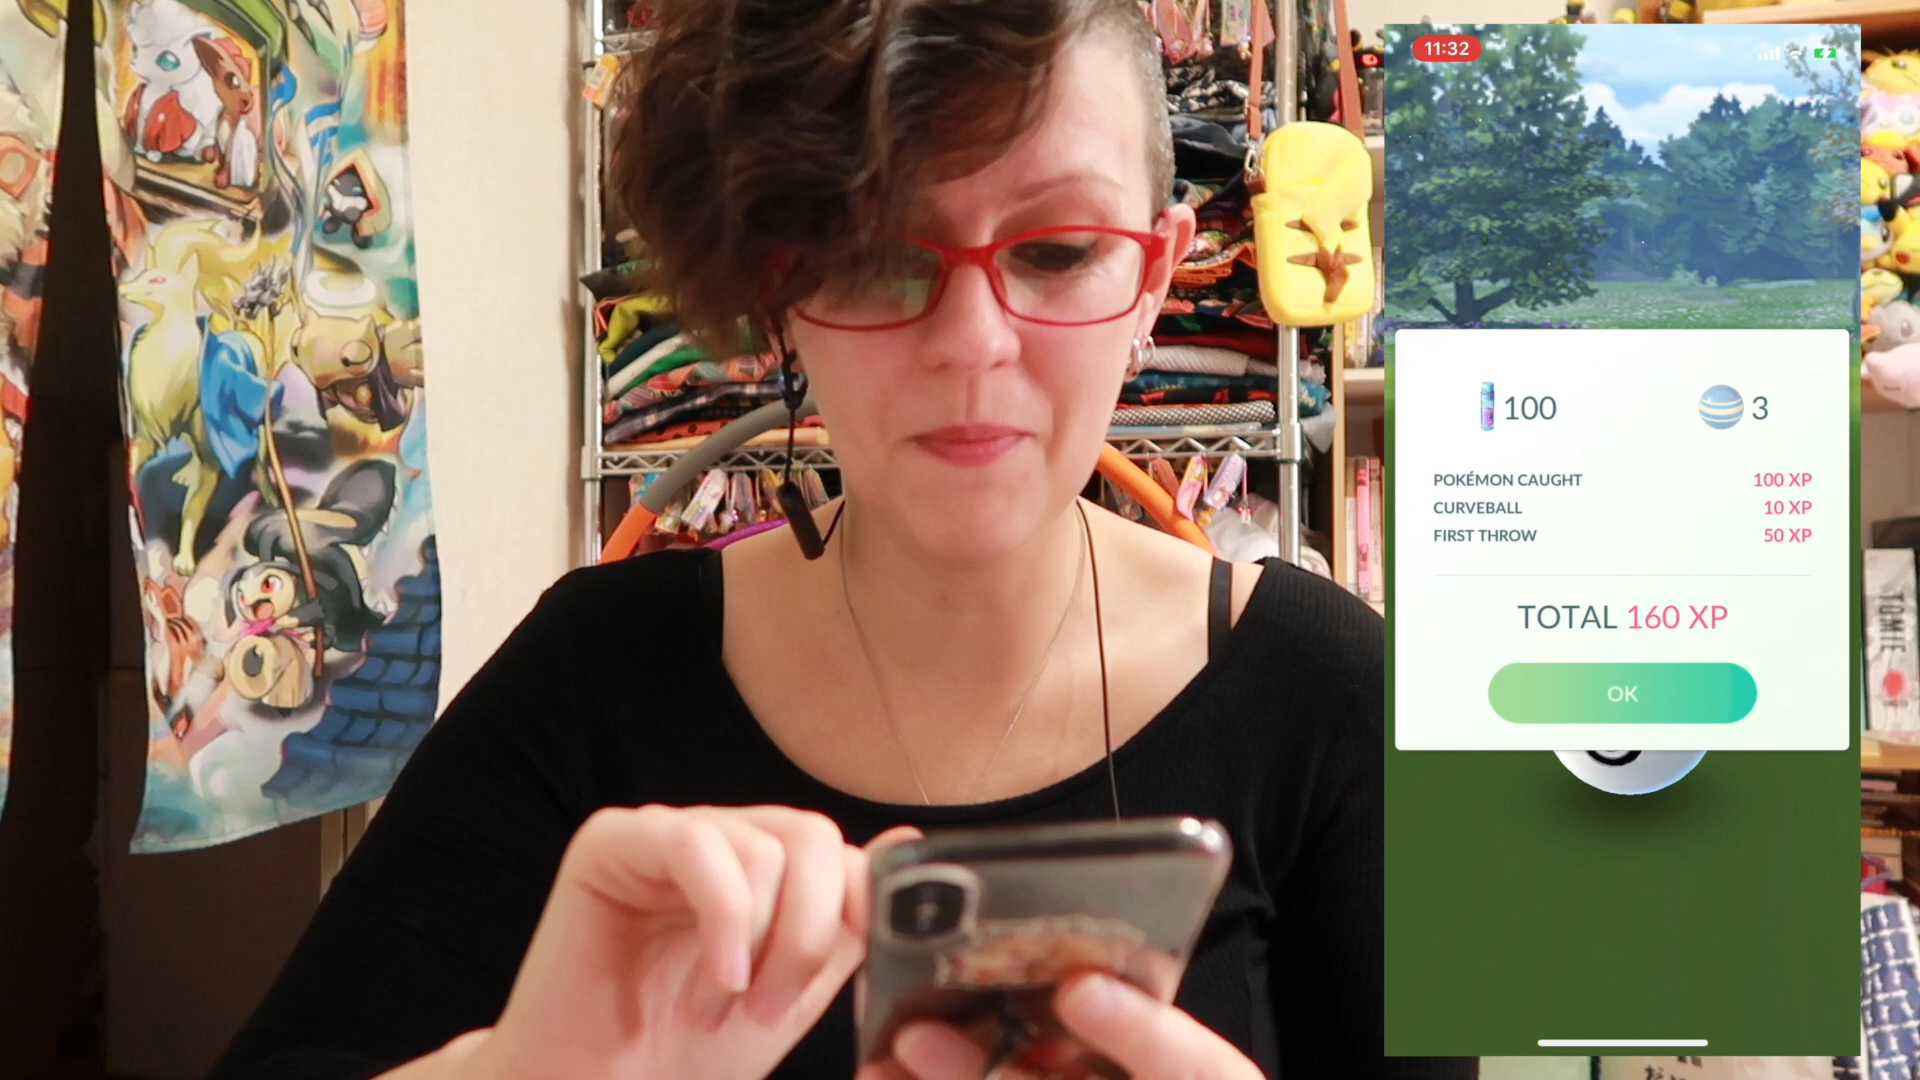 11:32
100
3
POKÉMON CAUGHT 100 XP
CURVEBALL 10 XP
FIRST THROW 50 XP
TOTAL 160 XP
OK
TOMIE